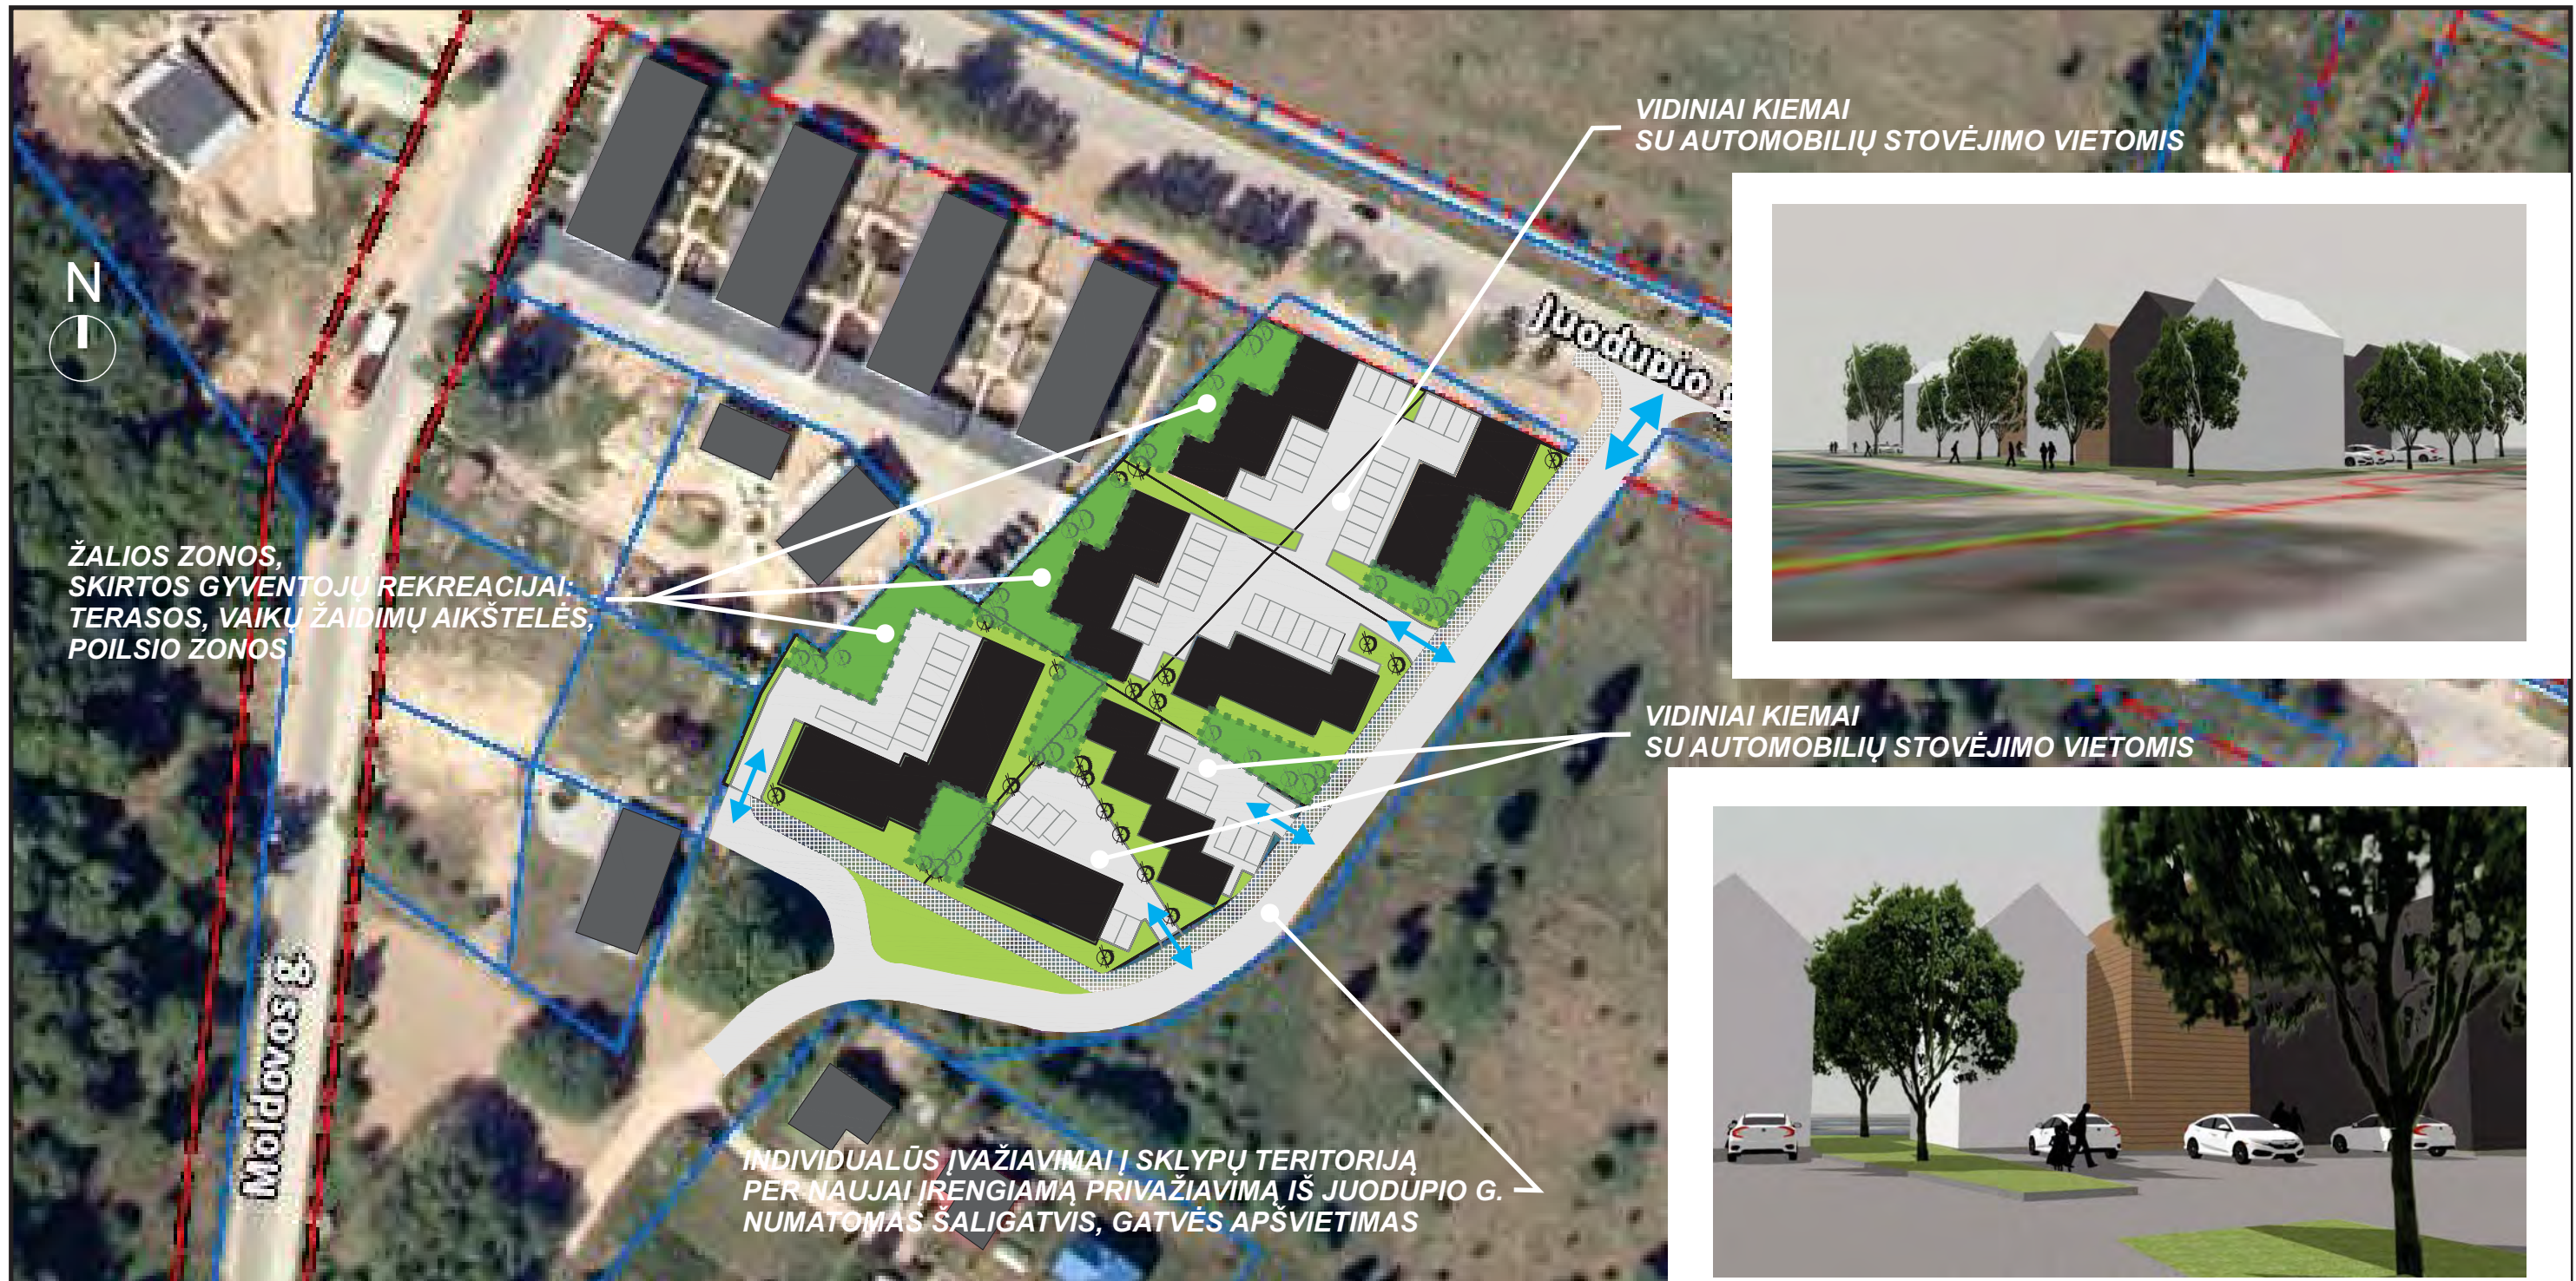 VIDINIAI KIEMAI
SU AUTOMOBILIŲ STOVĖJIMO VIETOMIS
N
Juodupio g
ŽALIOS ZONOS,
SKIRTOS GYVENTOJŲ REKREACIJAI:
TERASOS, VAIKŲ ŽAIDIMŲ AIKŠTELĖS,
POILSIO ZONOS
VIDINIAI KIEMAI
SU AUTOMOBILIŲ STOVĖJIMO VIETOMIS
Moldovos g.
INDIVIDUALŪS ĮVAŽIAVIMAI Į SKLYPŲ TERITORIJĄ
PER NAUJAI ĮRENGIAMĄ PRIVAŽIAVIMĄ IŠ JUODUPIO G.
NUMATOMAS ŠALIGATVIS, GATVĖS APŠVIETIMAS